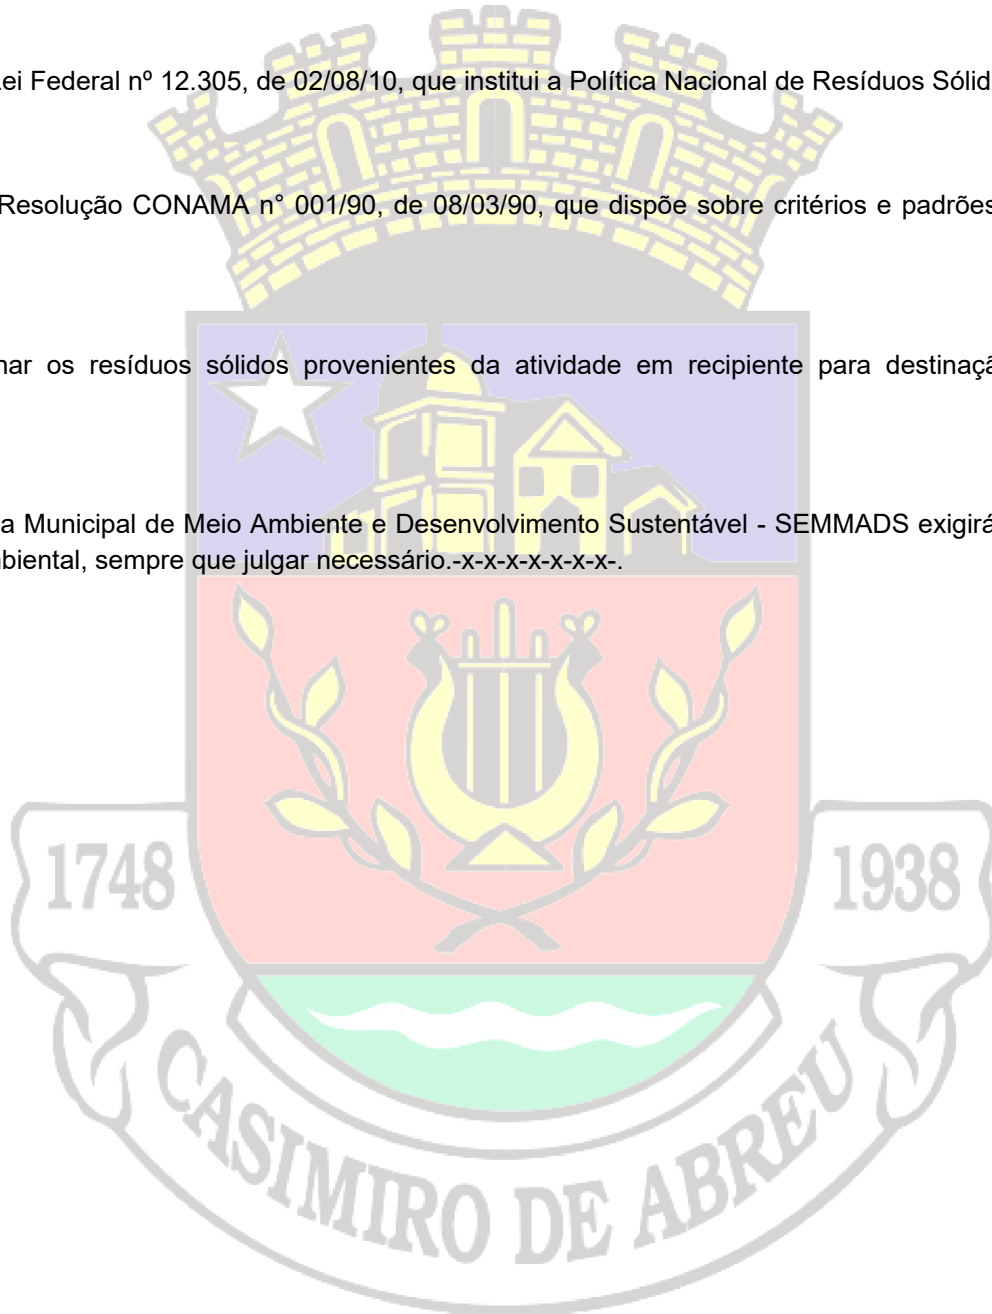 ei Federal nº 12.305, de 02/08/10, que institui a Política Nacional de Resíduos Sólid
Resolução CONAMA n° 001/90, de 08/03/90, que dispõe sobre critérios e padrões
nar os resíduos sólidos provenientes da atividade em recipiente para destinaçã
a Municipal de Meio Ambiente e Desenvolvimento Sustentável - SEMMADS exigirá
biental, sempre que julgar necessário.-x-x-x-x-x-x-x-.
1748
1938
CASIMIRO DE ABREU